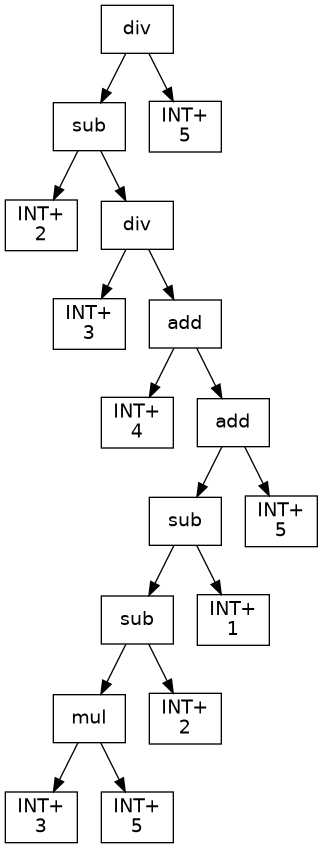 div
sub
INT+
5
INT+
2
div
INT+
3
add
INT+
4
add
sub
INT+
5
sub
INT+
1
mul
INT+
2
INT+
3
INT+
5